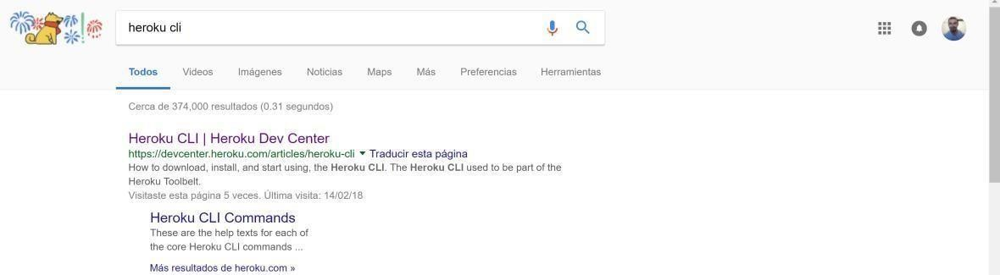 heroku cli
Todos Videos Imágenes Noticias Maps Más Preferencias Herramientas
Cerca de 374,000 resultados (0.31 segundos)
Heroku CLI | Heroku Dev Center
https://devcenter.heroku.com/articles/heroku-cli Traducir esta página
How to download, install, and start using, the Heroku CLI. The Heroku CLI used to be part of the
Heroku Toolbelt.
Visitaste esta página 5 veces. Última visita: 14/02/18
Heroku CLI Commands
These are the help texts for each of
the core Heroku CLI commands ...
Más resultados de heroku.com »